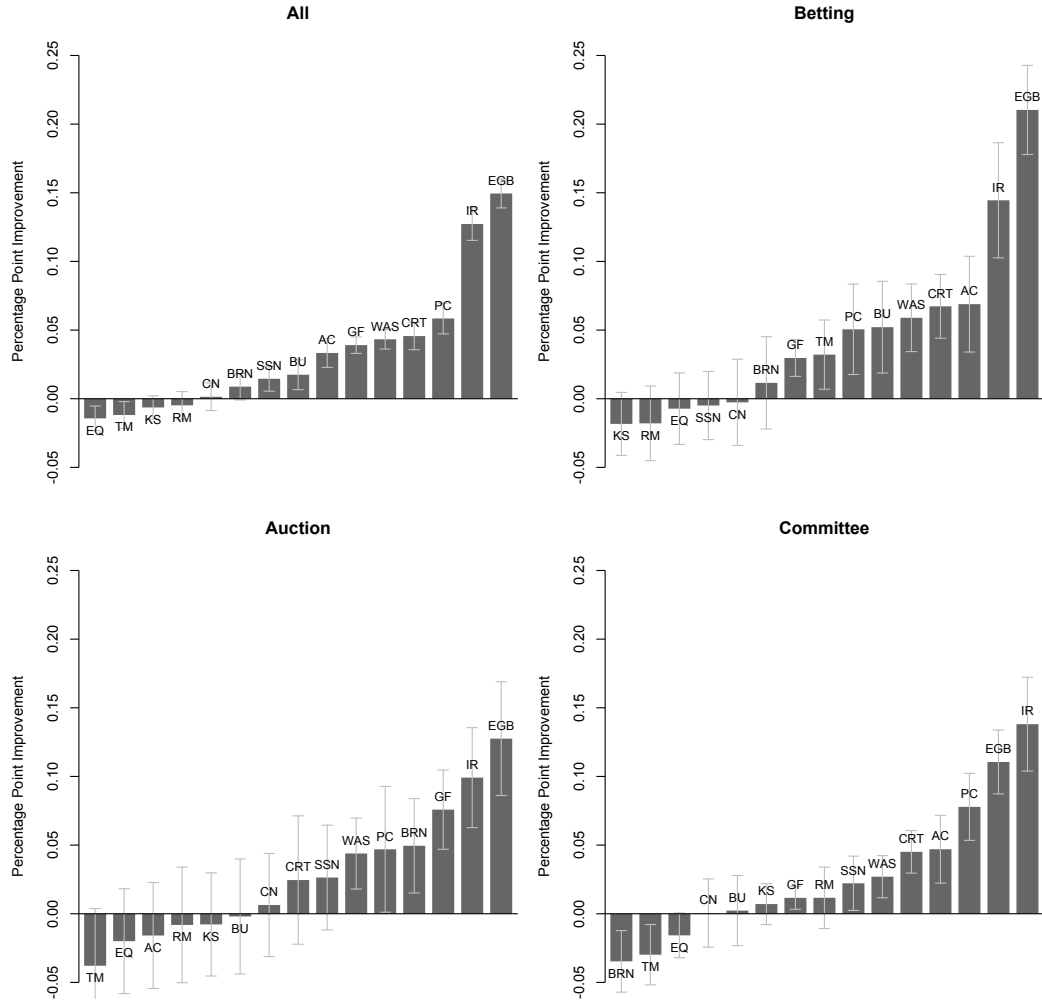 All
Percentage Point Improvement
0.25
0.20
0.15
0.10
0.05
0.00
-0.05
EQ
TM
KS
RM
CN
BRN
SSN
BU
AC
GF
WAS
CRT
PC
IR
EGB
Betting
Percentage Point Improvement
0.25
0.20
0.15
0.10
0.05
0.00
-0.05
KS
RM
EQ
SSN
CN
BRN
GF
TM
PC
BU
WAS
CRT
AC
IR
EGB
Auction
Percentage Point Improvement
0.25
0.20
0.15
0.10
0.05
0.00
-0.05
TM
EQ
AC
RM
KS
BU
CN
CRT
SSN
WAS
PC
BRN
GF
IR
EGB
Committee
Percentage Point Improvement
0.25
0.20
0.15
0.10
0.05
0.00
-0.05
BRN
TM
EQ
CN
BU
KS
GF
RM
SSN
WAS
CRT
AC
PC
EGB
IR